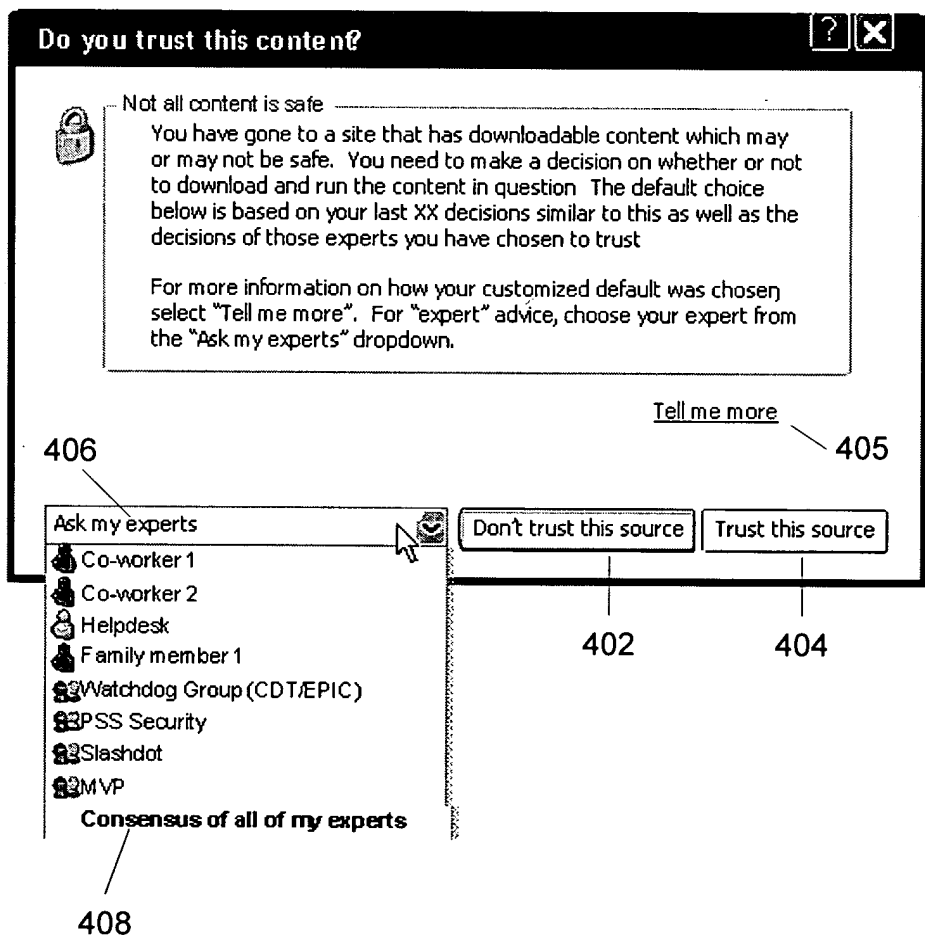 Do you trust this content?
? X
Not all content is safe
You have gone to a site that has downloadable content which may
or may not be safe. You need to make a decision on whether or not
to download and run the content in question The default choice
below is based on your last XX decisions similar to this as well as the
decisions of those experts you have chosen to trust
For more information on how your customized default was chosen,
select "Tell me more". For "expert" advice, choose your expert from
the "Ask my experts" dropdown.
Tell me more
405
406
Ask my experts
Don't trust this source
Trust this source
Co-worker 1
Co-worker 2
Helpdesk
402
404
Family member 1
Watchdog Group (CDT/EPIC)
PSS Security
Slashdot
MVP
Consensus of all of my experts
408